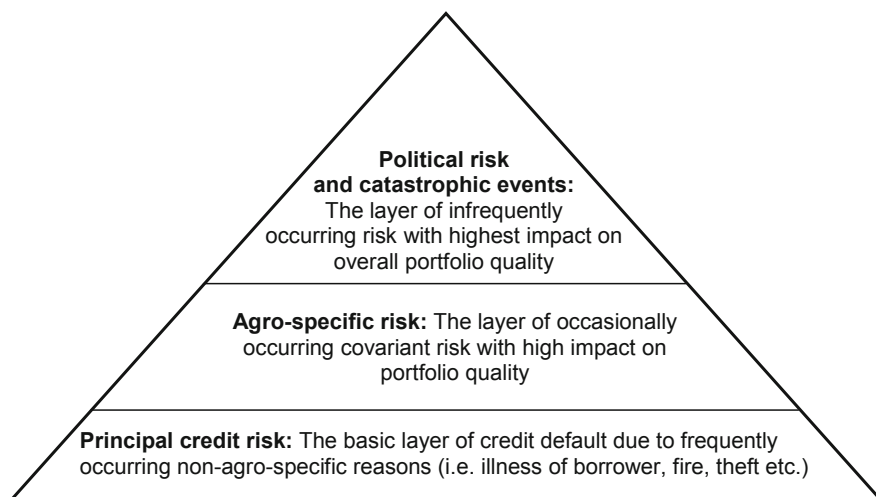 Political risk
and catastrophic events:
The layer of infrequently
occurring risk with highest impact on
overall portfolio quality
Agro-specific risk: The layer of occasionally
occurring covariant risk with high impact on
portfolio quality
Principal credit risk: The basic layer of credit default due to frequently
occurring non-agro-specific reasons (i.e. illness of borrower, fire, theft etc.)